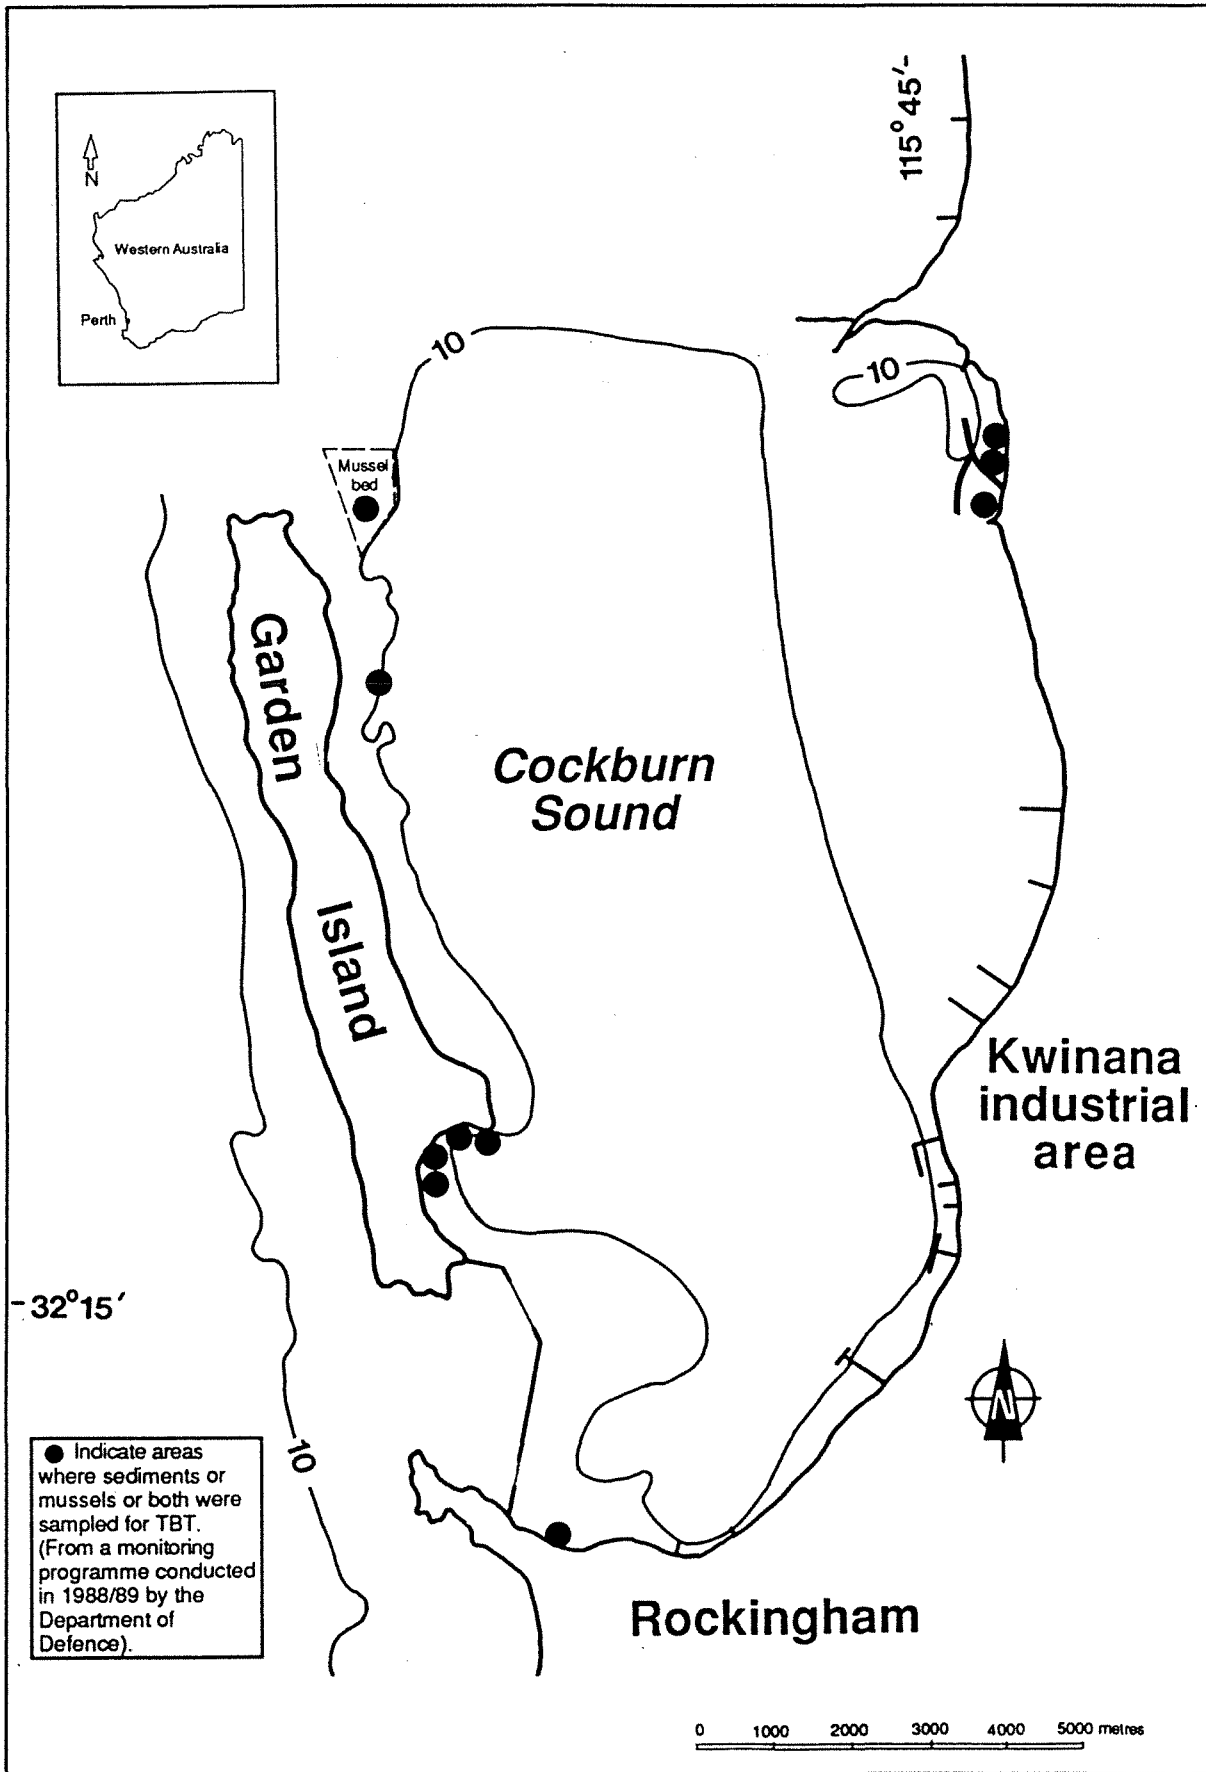 115°45'-
N
Western Australia
Perth
10
10
Mussel
bed
Garden
Island
Cockburn
Sound
Kwinana
industrial
area
-32°15'
N
10
● Indicate areas
where sediments or
mussels or both were
sampled for TBT.
(From a monitoring
programme conducted
in 1988/89 by the
Department of
Defence).
Rockingham
0 1000 2000 3000 4000 5000 metres